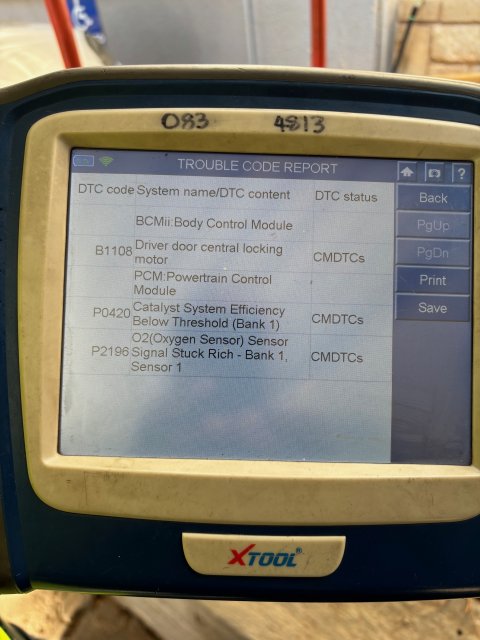 083 4813
TROUBLE CODE REPORT ?
DTC code System name/DTC content DTC status Back
BCMii:Body Control Module PgUp
B1108 Driver door central locking motor CMDTCs PgDn
PCM:Powertrain Control Module Print
P0420 Catalyst System Efficiency Below Threshold (Bank 1) CMDTCs Save
P2196 O2(Oxygen Sensor) Sensor Signal Stuck Rich - Bank 1, Sensor 1 CMDTCs
XTOOL®